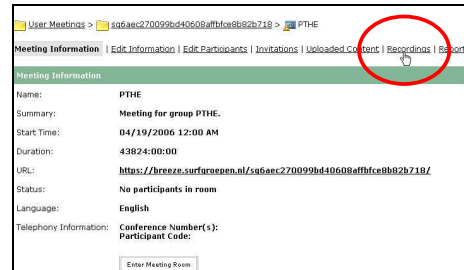 User Meetings > sg6aec270099bd40608affbfce8b82b718 > PTHE
Meeting Information | Edit Information | Edit Participants | Invitations | Uploaded Content | Recordings | Report
Meeting Information
Name: PTHE
Summary: Meeting for group PTHE.
Start Time: 04/19/2006 12:00 AM
Duration: 43824:00:00
URL: https://breeze.surfgroepen.nl/sg6aec270099bd40608affbfce8b82b718/
Status: No participants in room
Language: English
Telephony Information: Conference Number(s):
Participant Code:
Enter Meeting Room